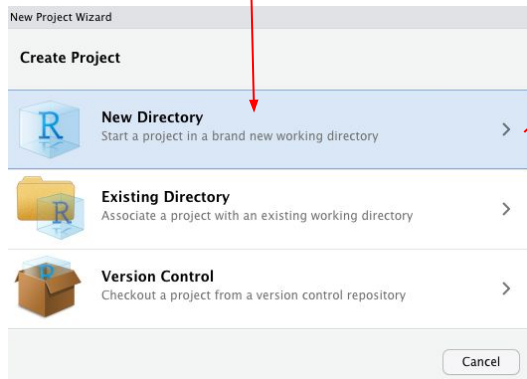 New Project Wizard
Create Project
New Directory
Start a project in a brand new working directory
Existing Directory
Associate a project with an existing working directory
Version Control
Checkout a project from a version control repository
Cancel